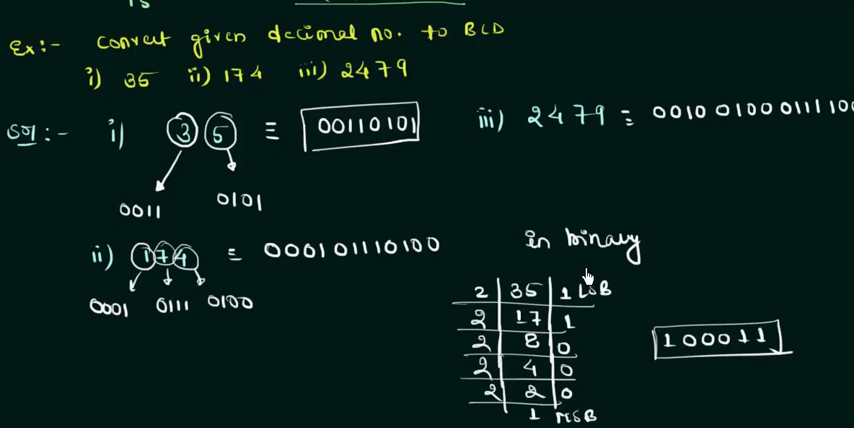 Ex:- convert given decimal no. to BCD
i) 35 ii) 174 iii) 2479
Sol:- i) 3 5 ≡ 00110101
0011 0101
ii) 174 ≡ 000101110100
0001 0111 0100
iii) 2479 ≡ 0010 0100 0111 100
in binary
2 35 1 LSB
2 17 1
2 8 0
2 4 0
2 2 0
1 MSB
100011